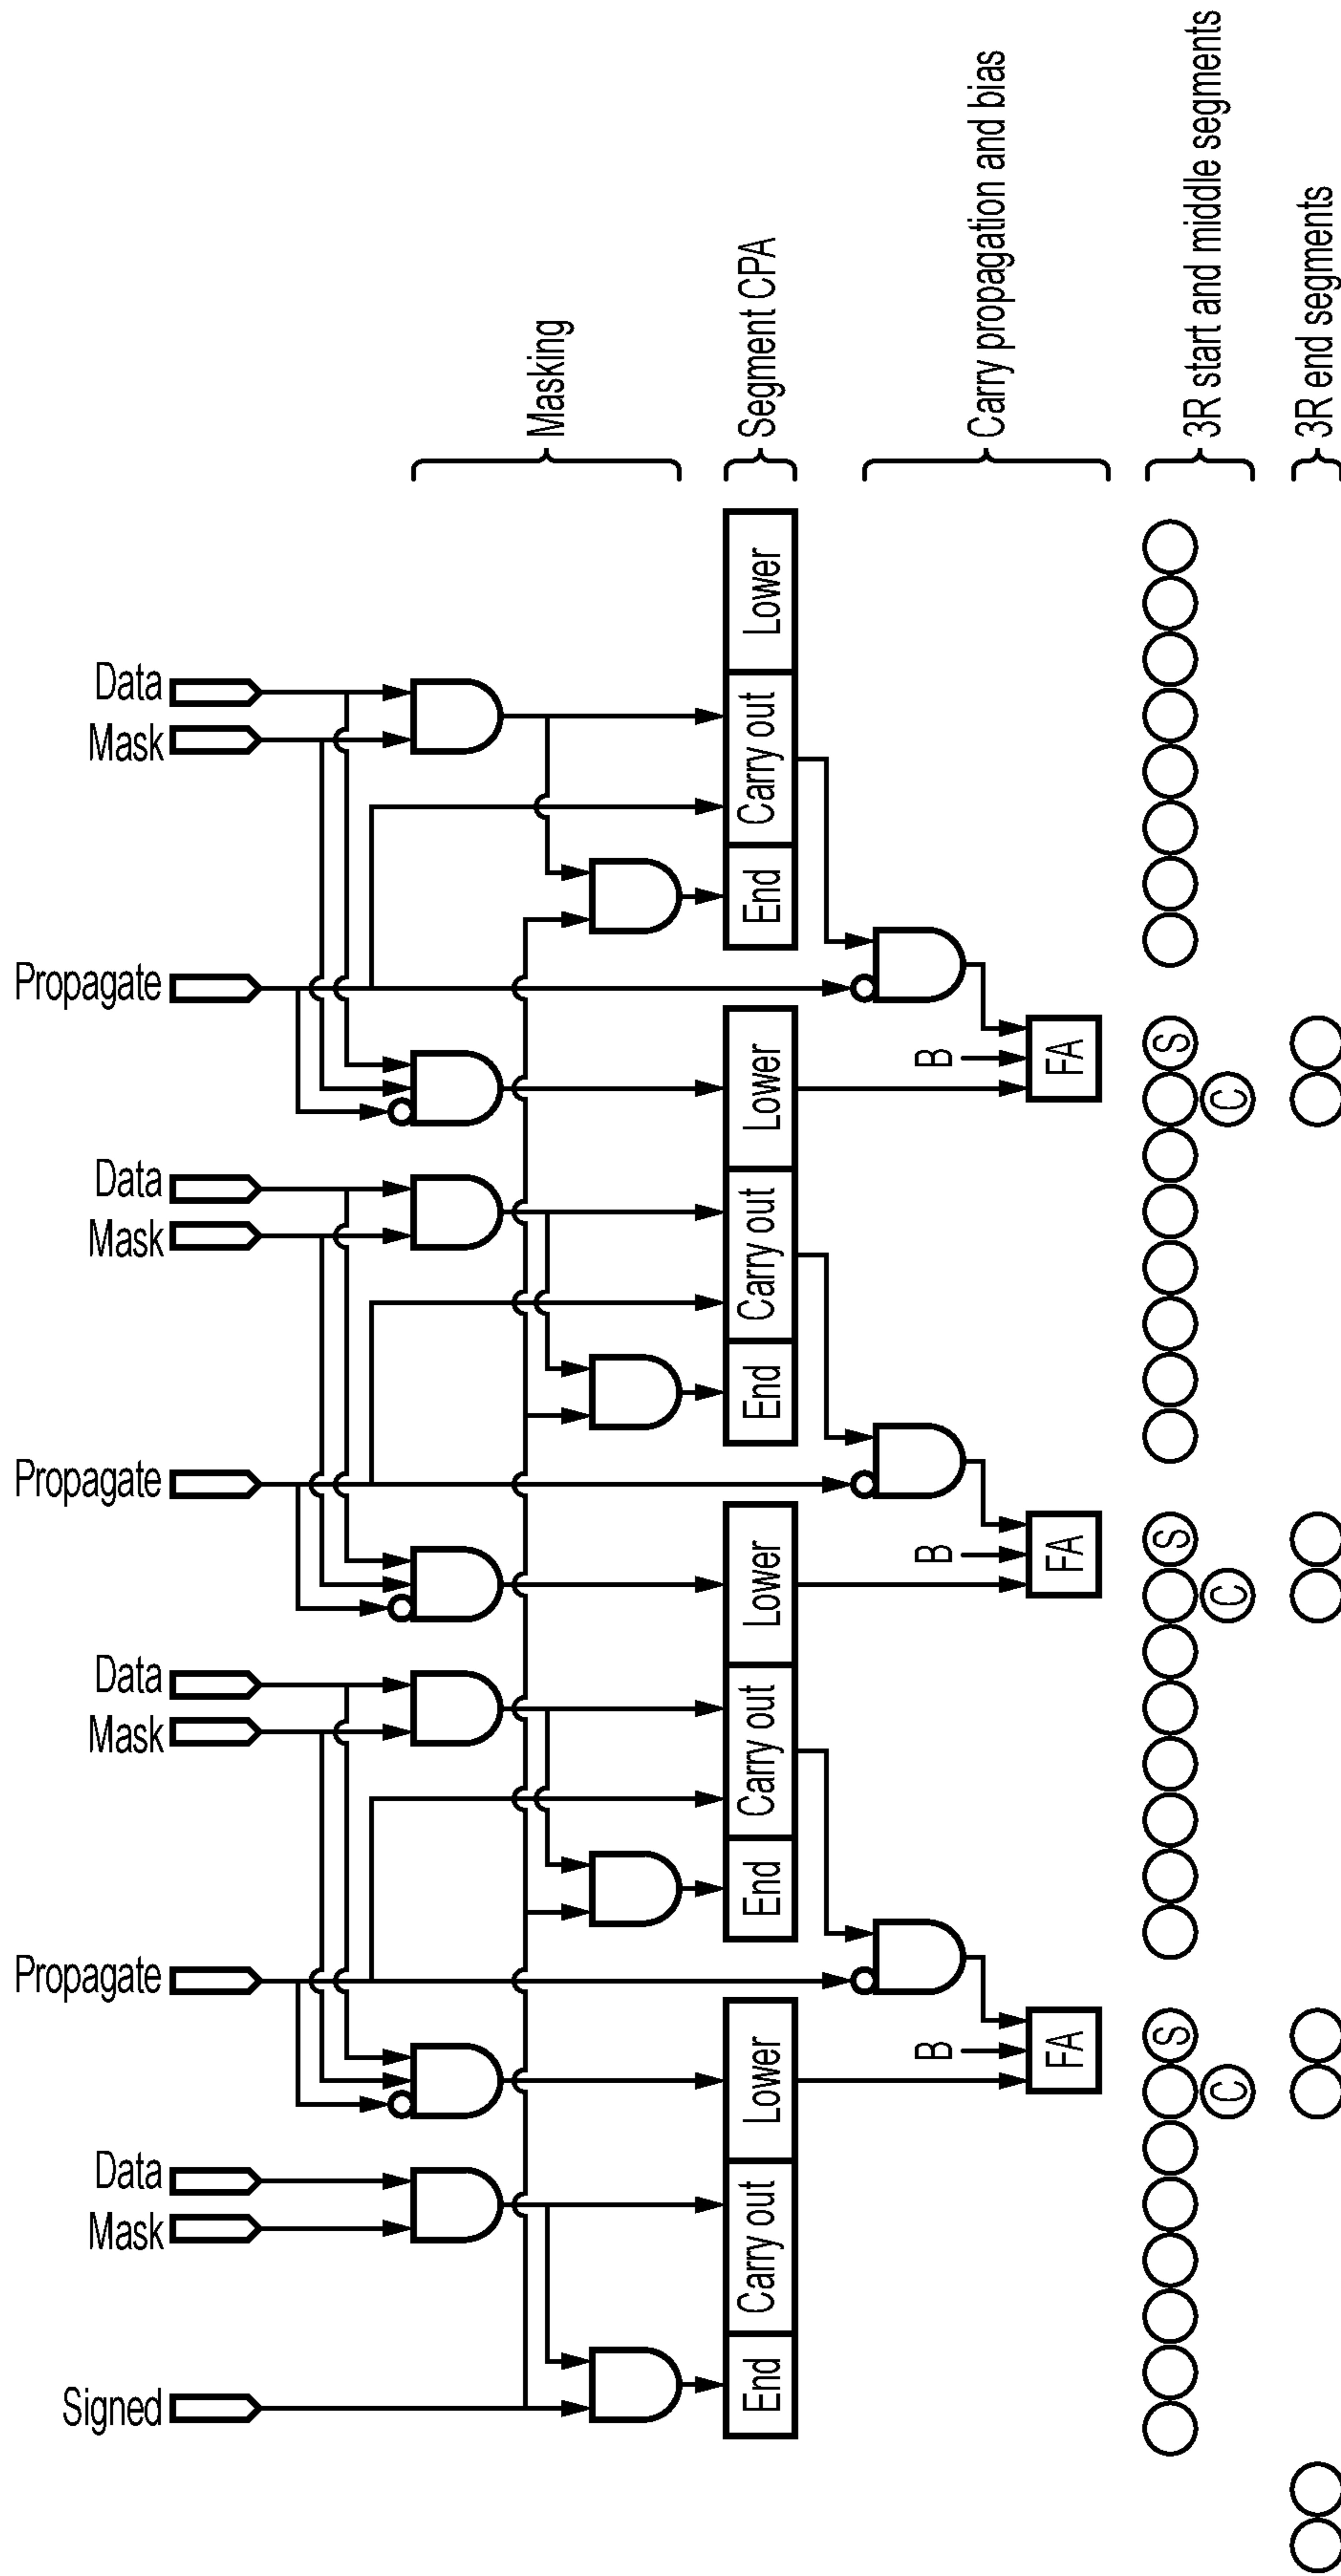 3R start and middle segments
Carry propagation and bias
3R end segments
Segment CPA
Masking
Data
Mask
Lower
Carry out
End
Propagate
Lower
B
FA
S
C
Data
Mask
Carry out
End
Propagate
Lower
B
FA
S
C
Data
Mask
Carry out
End
Propagate
Lower
B
FA
S
C
Data
Mask
Carry out
End
Signed